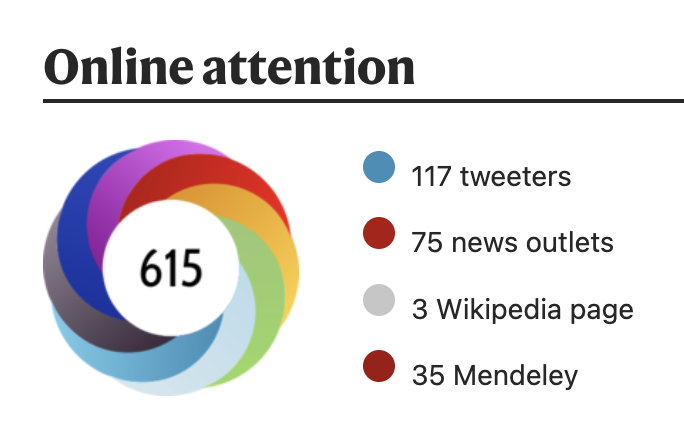 Online attention
615
117 tweeters
75 news outlets
3 Wikipedia page
35 Mendeley